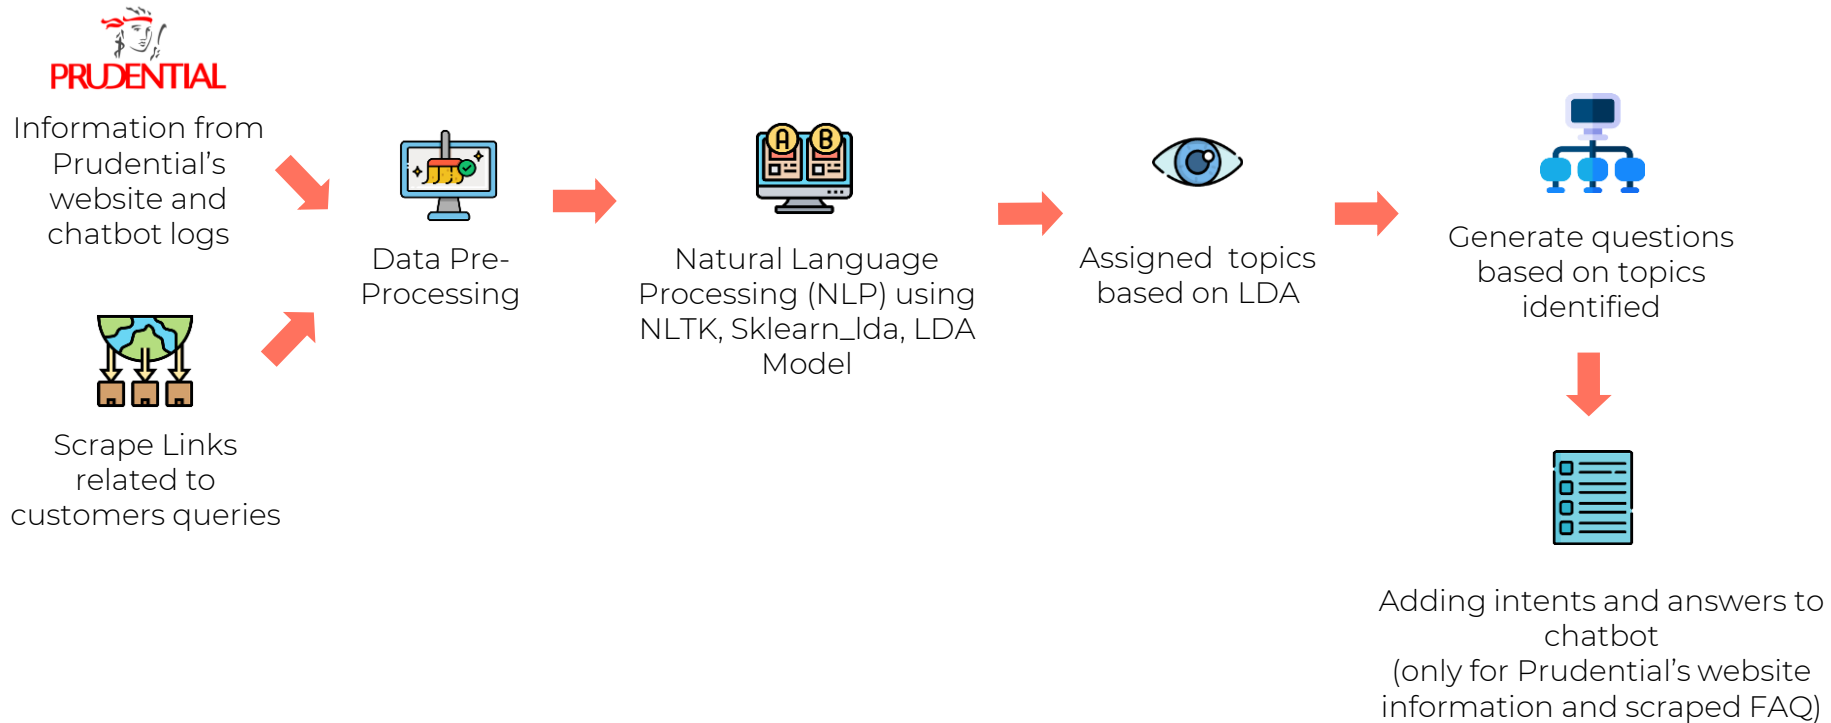 PRUDENTIAL
Information from
Prudential's
website and
chatbot logs
Scrape Links
related to
customers queries
Data Pre-
Processing
A B
Natural Language
Processing (NLP) using
NLTK, Sklearn_lda, LDA
Model
Assigned topics
based on LDA
Generate questions
based on topics
identified
Adding intents and answers to
chatbot
(only for Prudential's website
information and scraped FAQ)